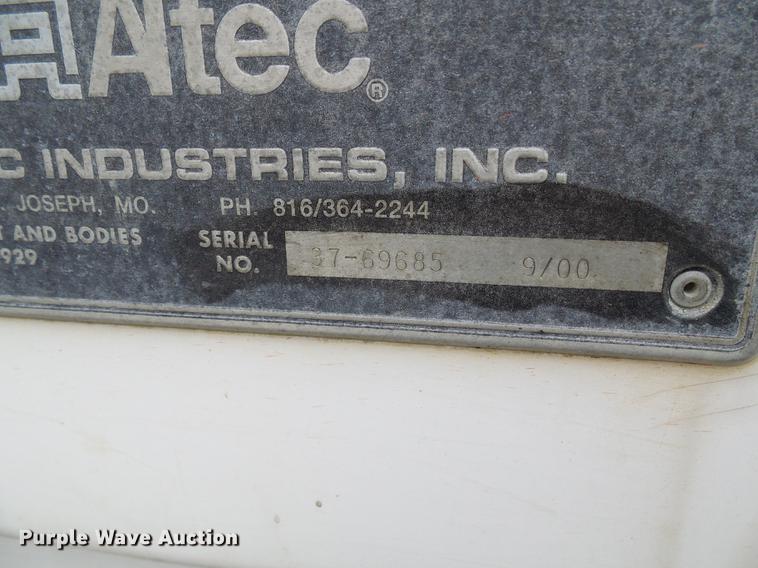 Altec®
C INDUSTRIES, INC.
. JOSEPH, MO. PH. 816/364-2244
T AND BODIES
929
SERIAL NO. 37-69685 9/00
Purple Wave Auction